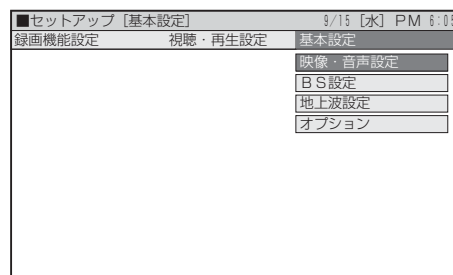 ■セットアップ [基本設定] 9/15 [水] PM 6:05
録画機能設定 視聴・再生設定 基本設定
映像・音声設定
BS設定
地上波設定
オプション